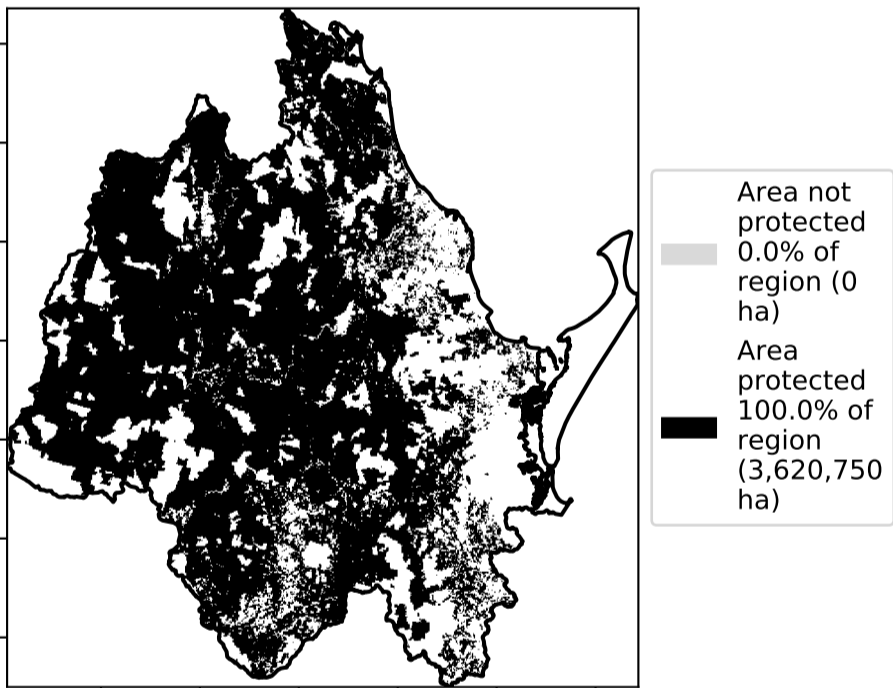 Area not
protected
0.0% of
region (0
ha)
Area
protected
100.0% of
region
(3,620,750
ha)